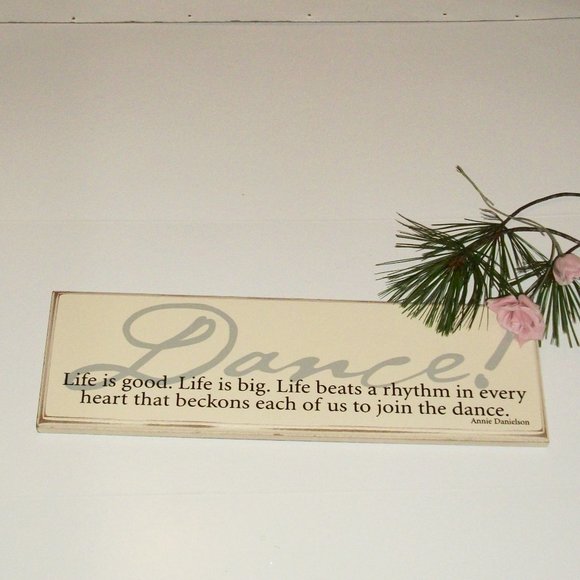 Dance!
Life is good. Life is big. Life beats a rhythm in every
heart that beckons each of us to join the dance.
Annie Danielson